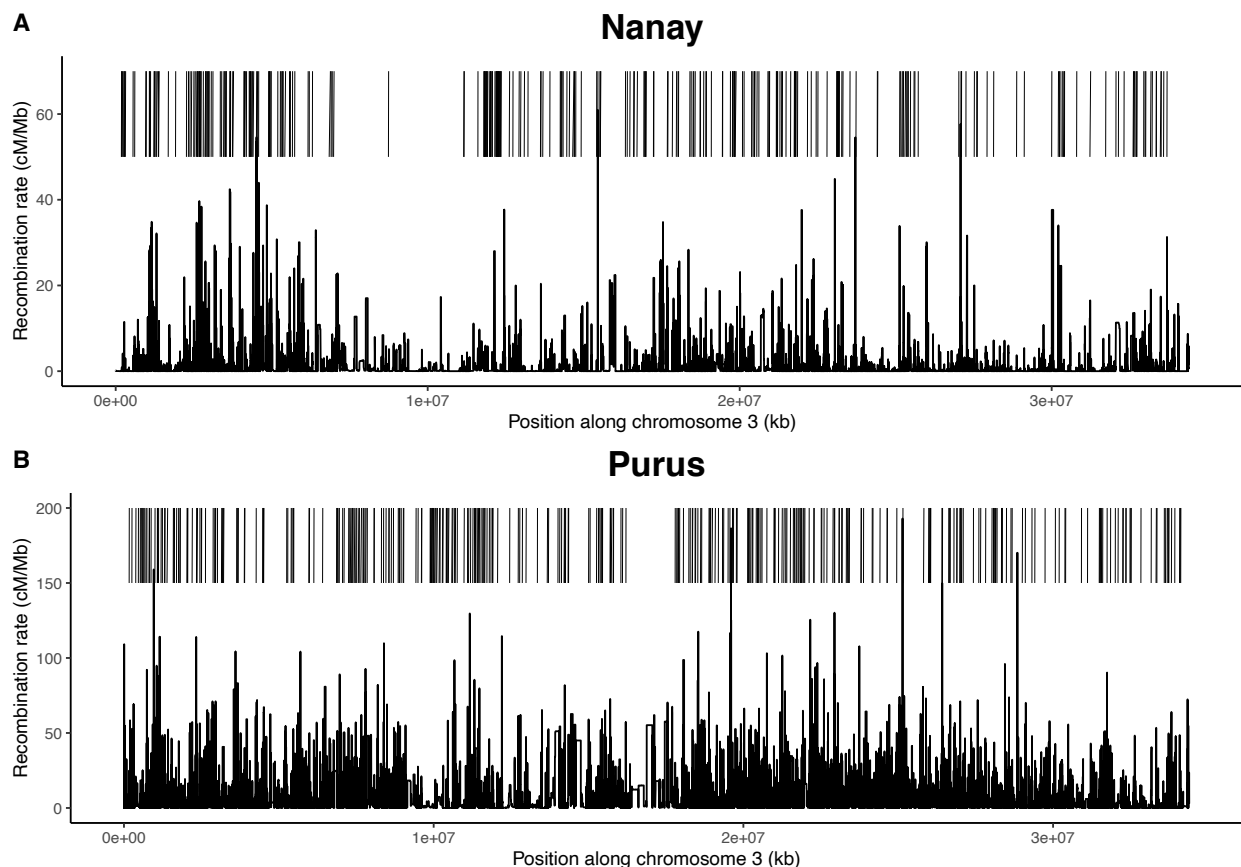 A
Nanay
Recombination rate (cM/Mb)
60
40
20
0
0e+00 1e+07 2e+07 3e+07
Position along chromosome 3 (kb)
B
Purus
Recombination rate (cM/Mb)
200
150
100
50
0
0e+00 1e+07 2e+07 3e+07
Position along chromosome 3 (kb)